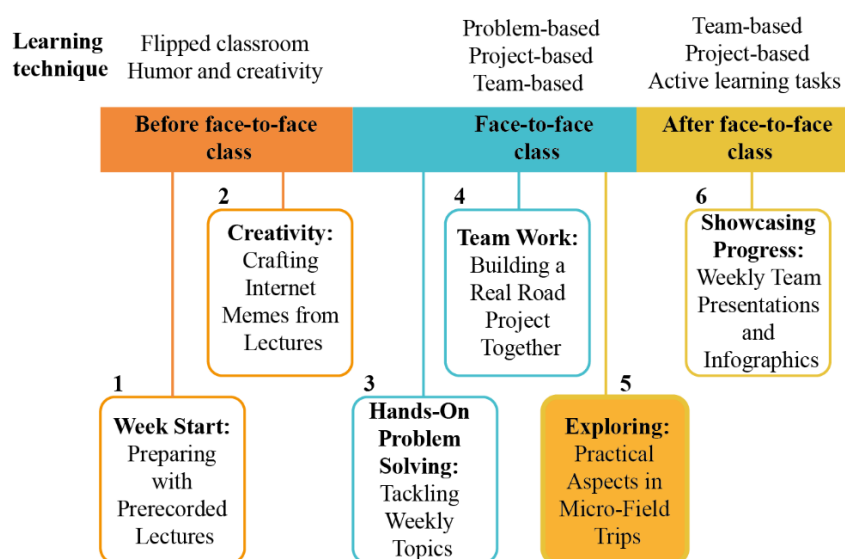 Learning
technique
Flipped classroom
Humor and creativity
Problem-based
Project-based
Team-based
Team-based
Project-based
Active learning tasks
Before face-to-face
class
Face-to-face
class
After face-to-face
class
1
Week Start:
Preparing
with
Prerecorded
Lectures
2
Creativity:
Crafting
Internet
Memes from
Lectures
3
Hands-On
Problem
Solving:
Tackling
Weekly
Topics
4
Team Work:
Building a
Real Road
Project
Together
5
Exploring:
Practical
Aspects in
Micro-Field
Trips
6
Showcasing
Progress:
Weekly Team
Presentations
and
Infographics